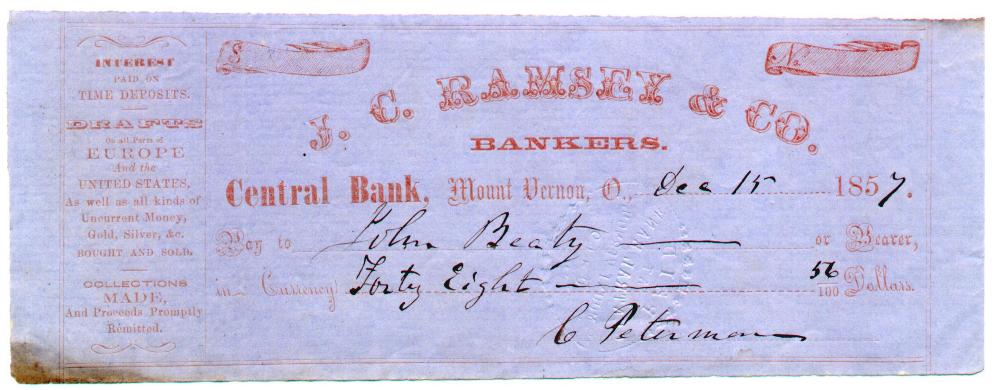 INTEREST
PAID ON
TIME DEPOSITS.
DRAFTS
On all Parts of
EUROPE
And the
UNITED STATES,
As well as all kinds of
Uncurrent Money,
Gold, Silver, &c.
BOUGHT AND SOLD.
COLLECTIONS
MADE,
And Proceeds Promptly
Remitted.
$
No.
J. C. RAMSEY & CO.
BANKERS.
Central Bank, Mount Vernon, O., Dec 15 1857.
Pay to John Beaty or Bearer,
in Currency Forty Eight 56/100 Dollars.
C Peterman